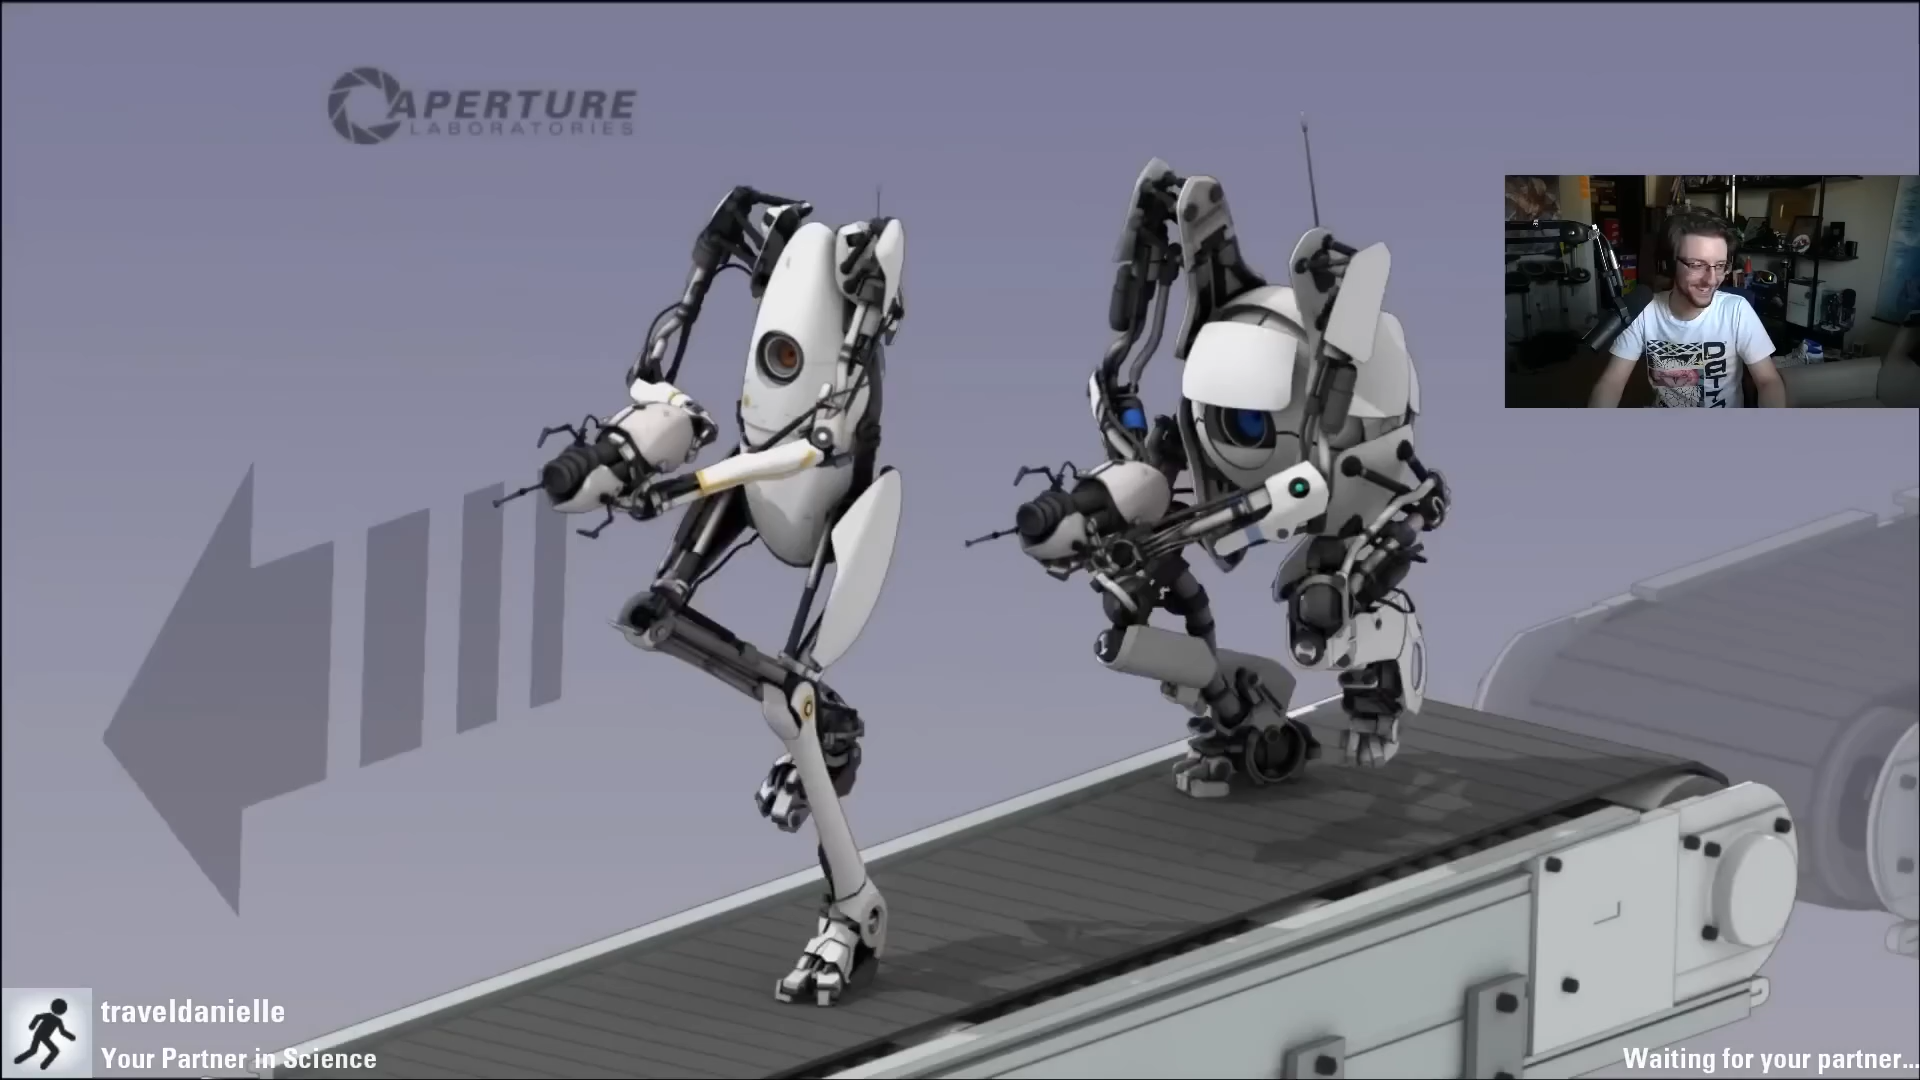 APERTURE
LABORATORIES
traveldanielle
Your Partner in Science
Waiting for your partner...